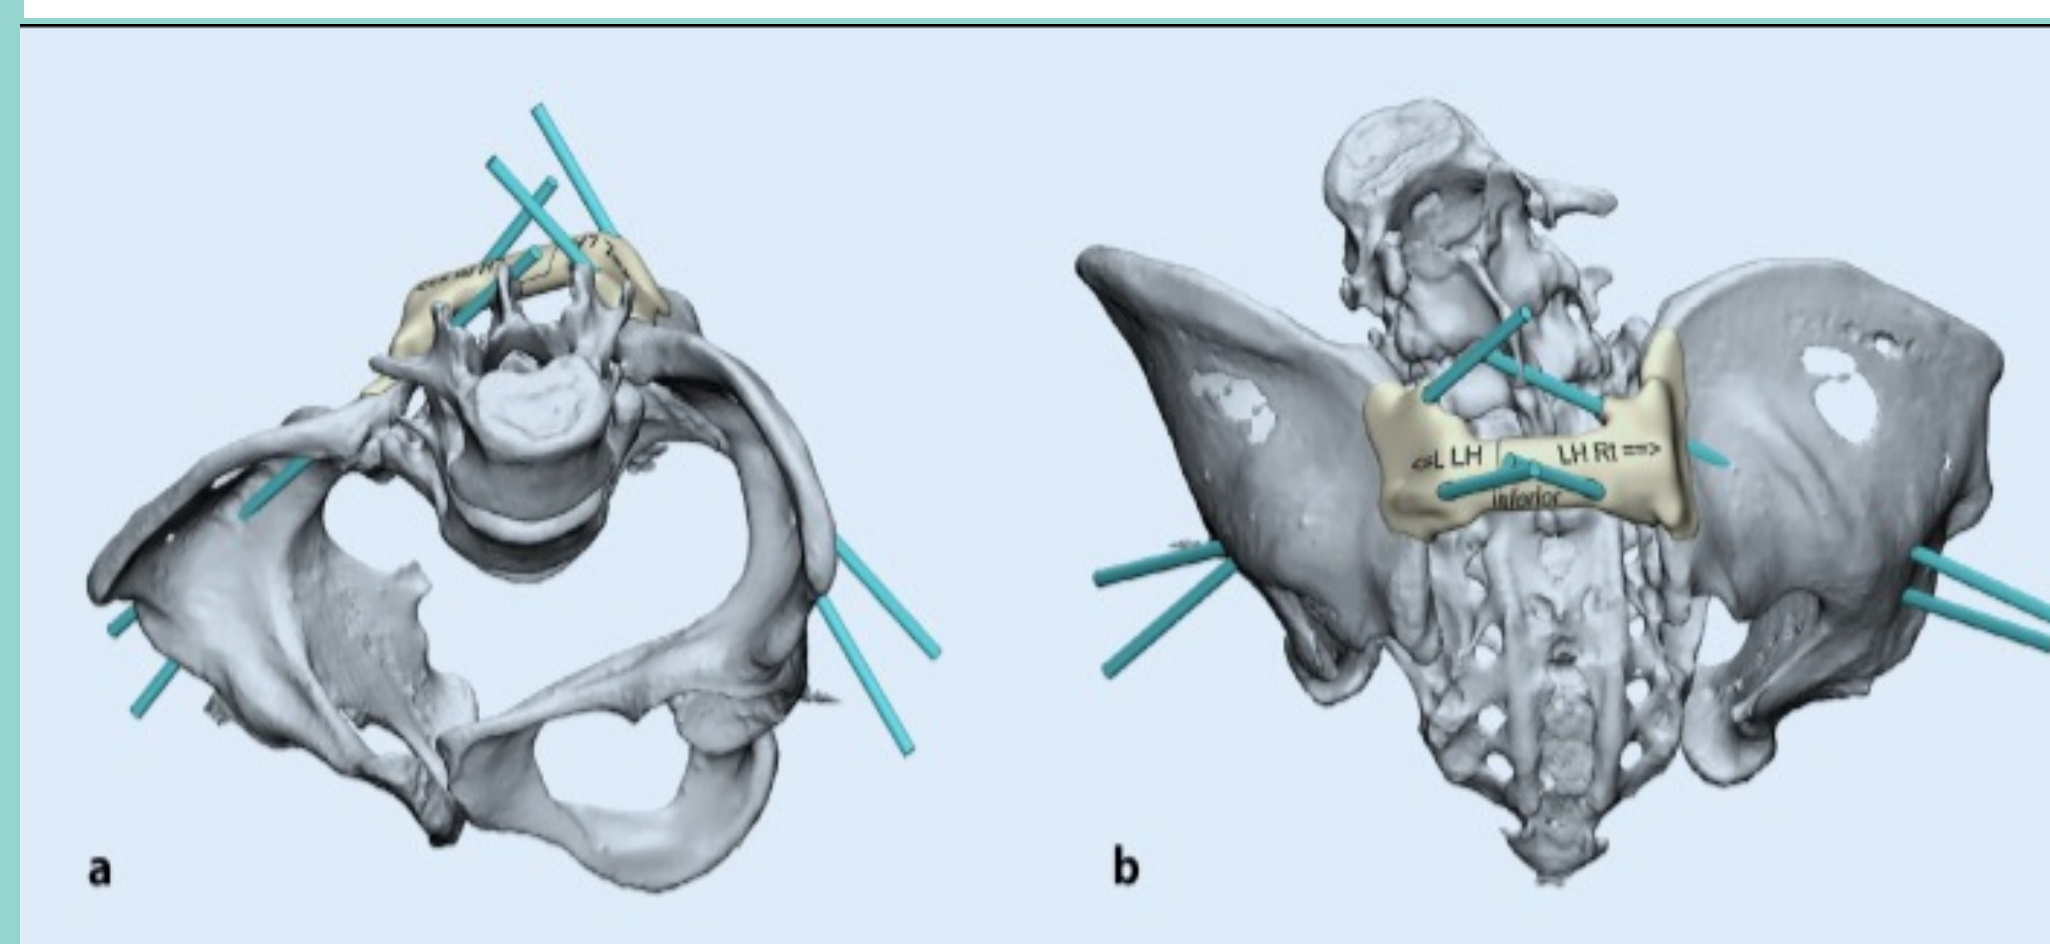 <=L LH LH Rt ==>
inferior
a
b